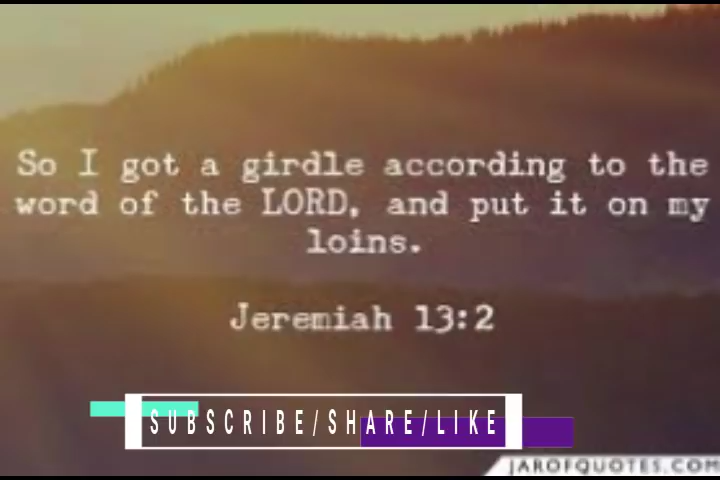 So I got a girdle according to the
word of the LORD, and put it on my
loins.
Jeremiah 13:2
SUBSCRIBE/SHARE/LIKE
JAROFQUOTES.COM